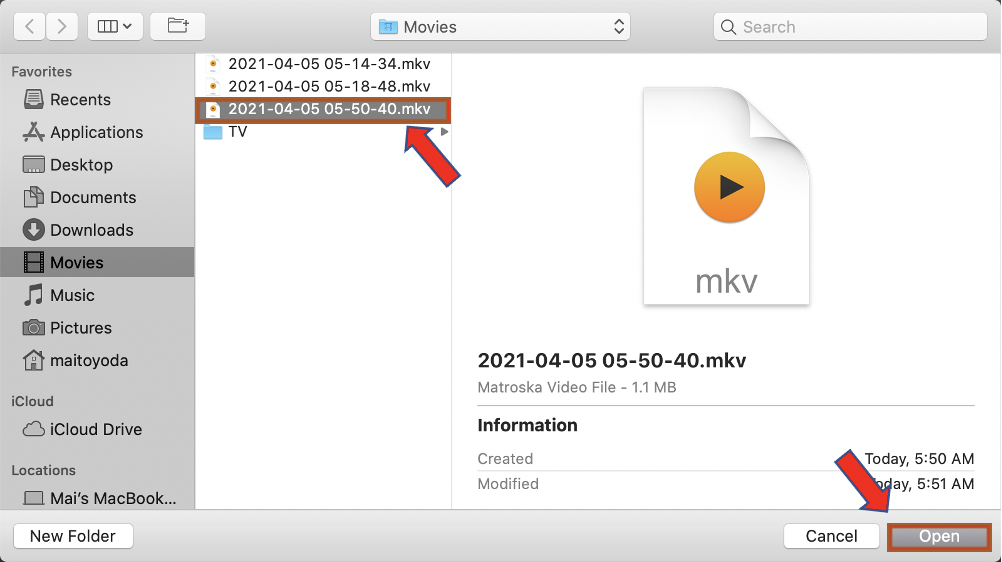 Movies
Search
Favorites
Recents
Applications
Desktop
Documents
Downloads
Movies
Music
Pictures
maitoyoda
iCloud
iCloud Drive
Locations
Mai's MacBook...
2021-04-05 05-14-34.mkv
2021-04-05 05-18-48.mkv
2021-04-05 05-50-40.mkv
TV
mkv
2021-04-05 05-50-40.mkv
Matroska Video File - 1.1 MB
Information
Created Today, 5:50 AM
Modified Today, 5:51 AM
New Folder
Cancel
Open